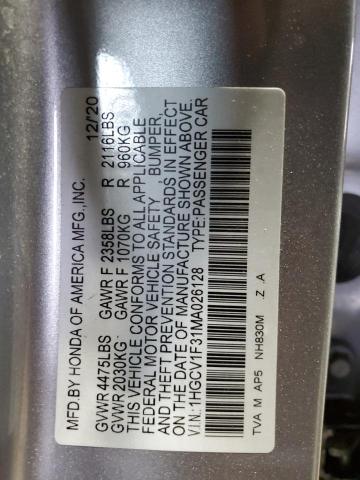 MFD.BY HONDA OF AMERICA MFG.,INC. 12/'20
GVWR 4475LBS GAWR F 2358LBS R 2116LBS
GVWR 2030KG GAWR F 1070KG R 960KG
THIS VEHICLE CONFORMS TO ALL APPLICABLE
FEDERAL MOTOR VEHICLE SAFETY BUMPER,
AND THEFT PREVENTION STANDARDS IN EFFECT
ON THE DATE OF MANUFACTURE SHOWN ABOVE.
V.I.N.:1HGCV1F31MA026128 TYPE:PASSENGER CAR
TVA M AP5 NH830M Z A